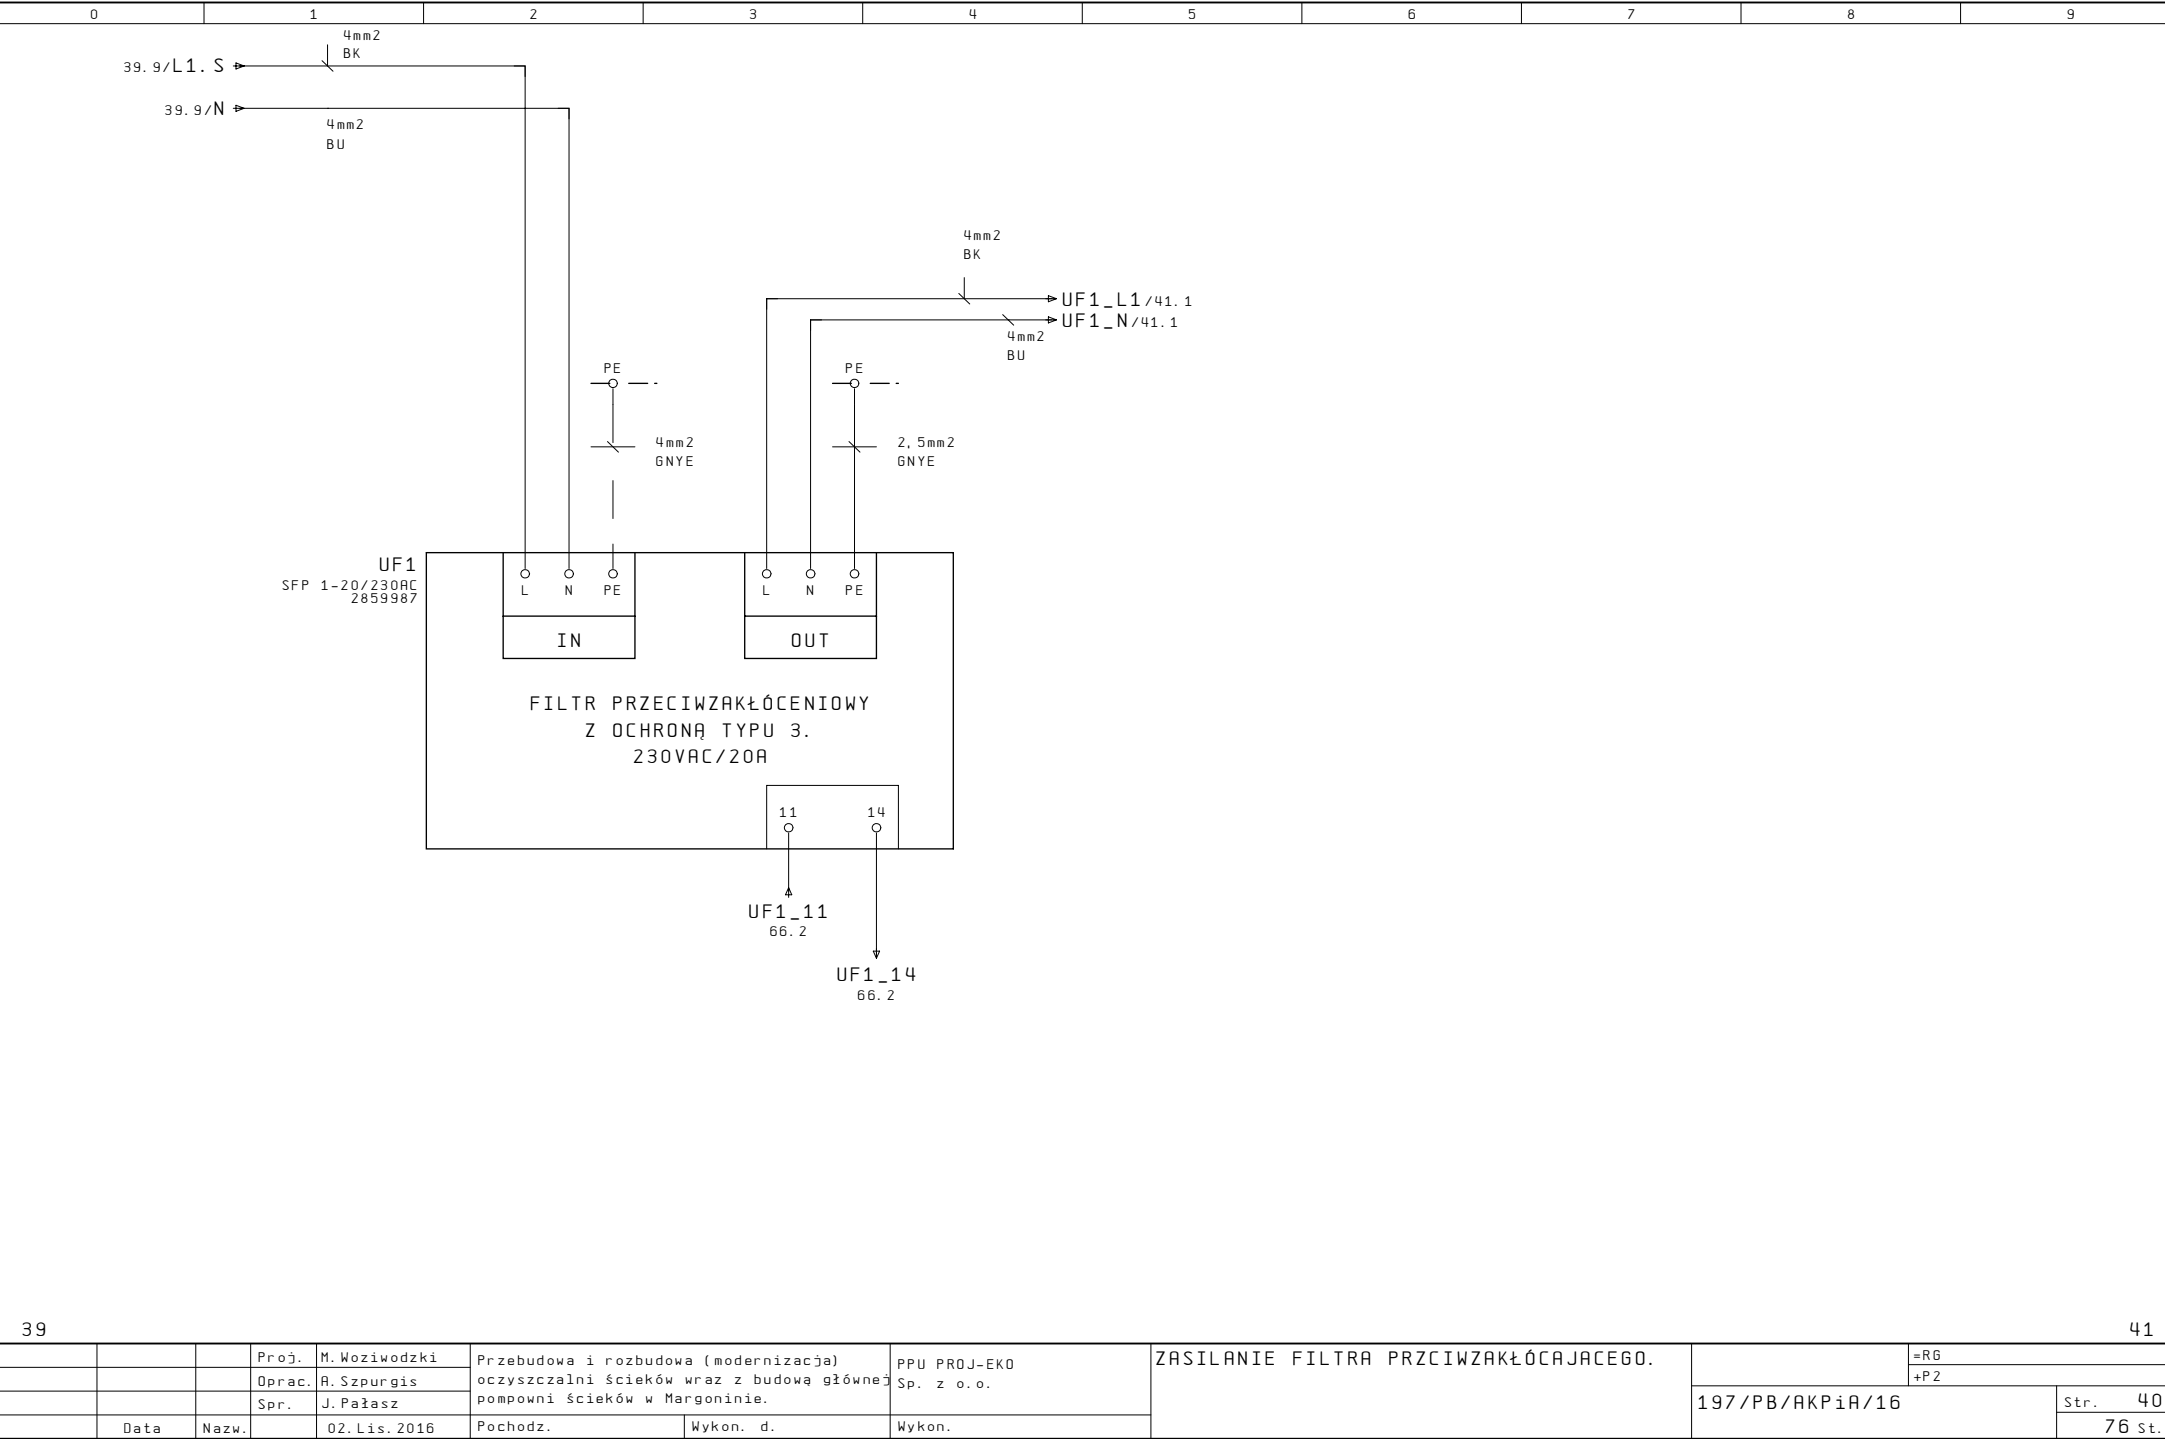 0 1 2 3 4 5 6 7 8 9
4mm2
BK
39.9/L1.S
39.9/N
4mm2
BU
4mm2
BK
UF1_L1/41.1
UF1_N/41.1
4mm2
BU
PE PE
4mm2 2,5mm2
GNYE GNYE
UF1
SFP 1-20/230AC
2859987
L N PE L N PE
IN OUT
FILTR PRZECIWZAKŁÓCENIOWY
Z OCHRONĄ TYPU 3.
230VAC/20A
11 14
UF1_11
66.2
UF1_14
66.2
39 41
Proj. M.Woziwodzki
Oprac. A.Szpurgis
Spr. J.Pałasz
Data Nazw. 02.Lis.2016
Przebudowa i rozbudowa (modernizacja)
oczyszczalni ścieków wraz z budową głównej
pompowni ścieków w Margoninie.
Pochodz. Wykon. d. Wykon.
PPU PROJ-EKO
Sp. z o.o.
ZASILANIE FILTRA PRZCIWZAKŁÓCAJACEGO.
=RG
+P2
197/PB/AKPiA/16
Str. 40
76 St.